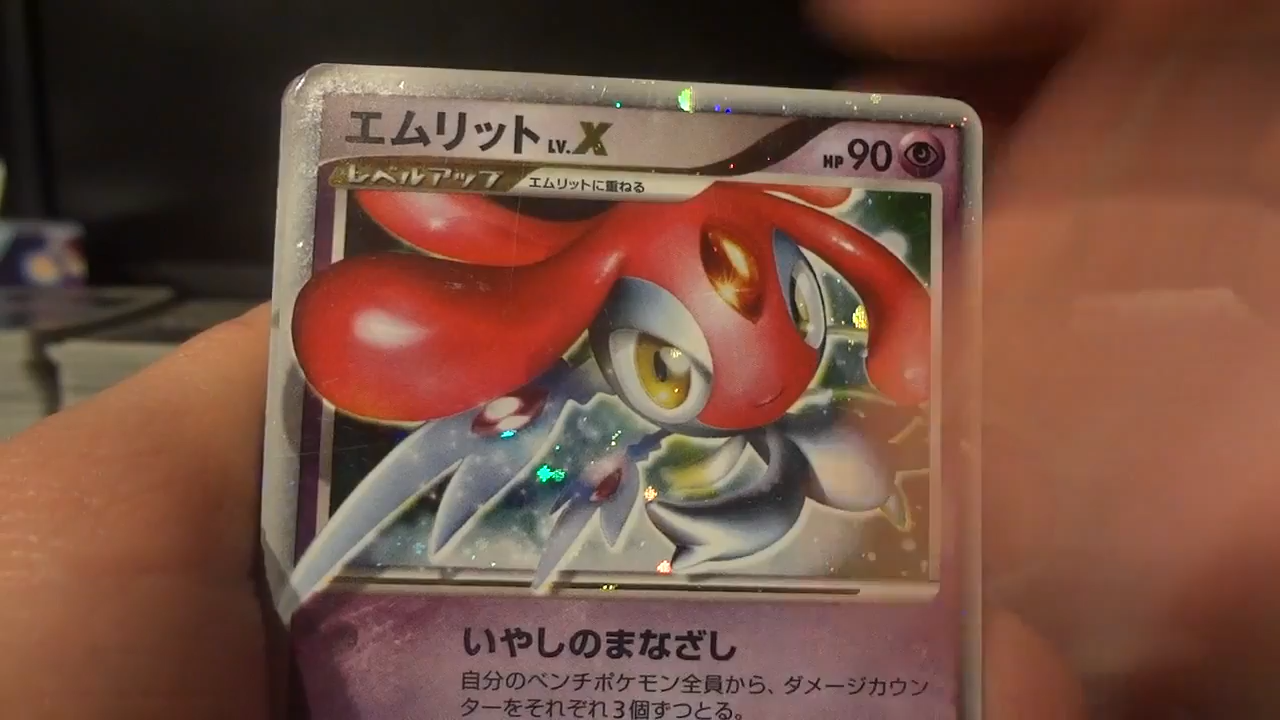 エムリット LV.X HP 90
レベルアップ エムリットに重ねる
いやしのまなざし
自分のベンチポケモン全員から、ダメージカウン
ターをそれぞれ3個ずつとる。